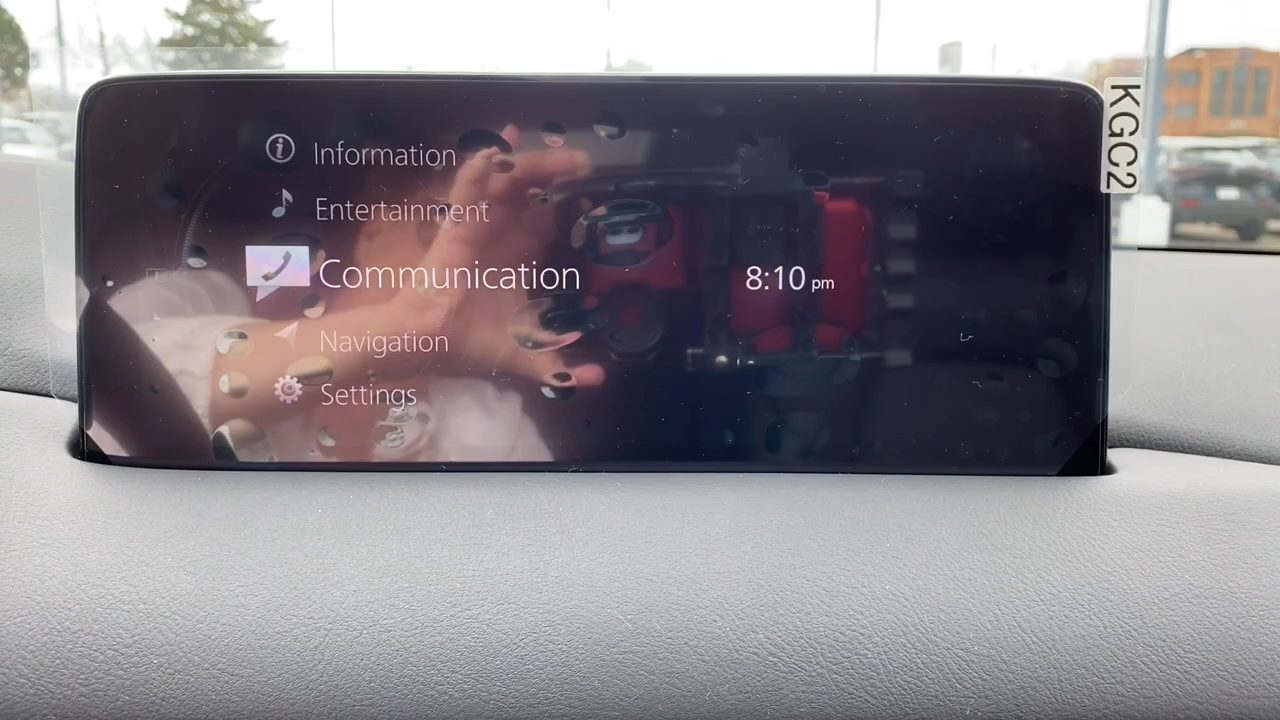 Information
Entertainment
Communication
8:10 pm
Navigation
Settings
KGC2